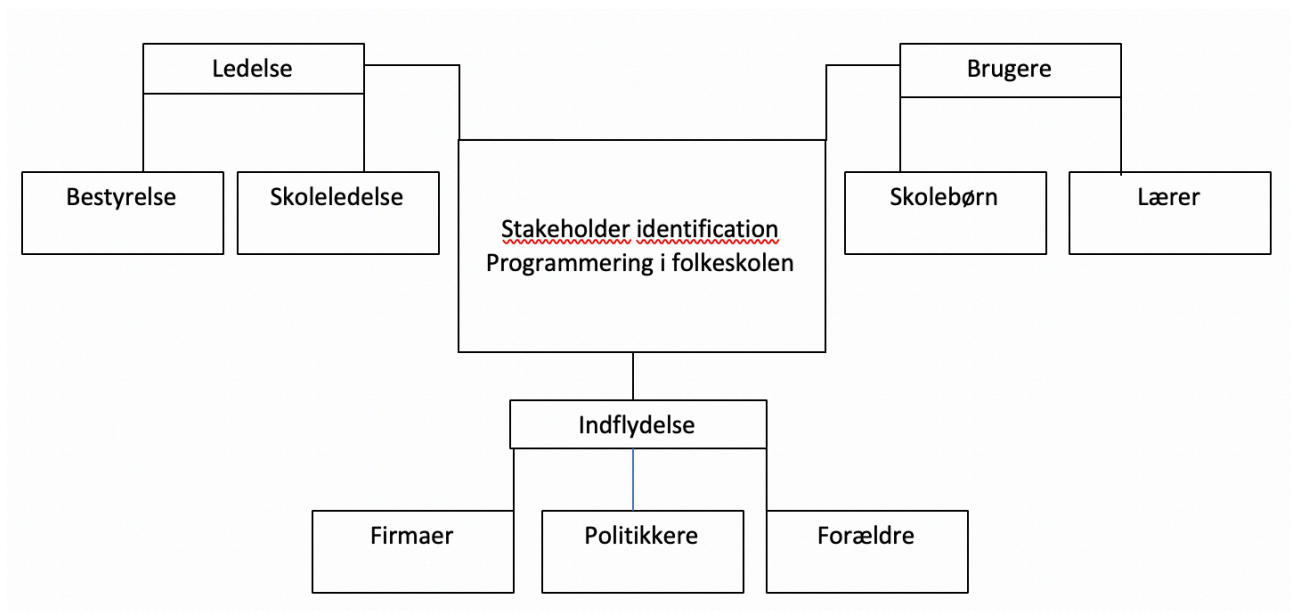 Ledelse
Brugere
Bestyrelse
Skoleledelse
Skolebørn
Lærer
Stakeholder identification
Programmering i folkeskolen
Indflydelse
Firmaer
Politikkere
Forældre